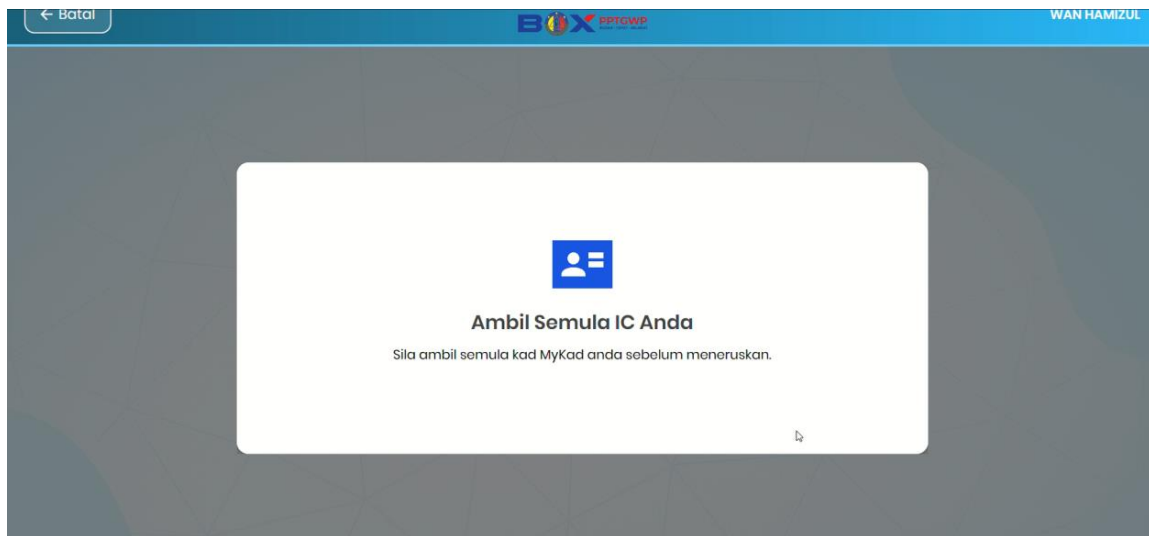 ← Batal
BOX PPTGWP
WAN HAMIZUL
Ambil Semula IC Anda
Sila ambil semula kad MyKad anda sebelum meneruskan.